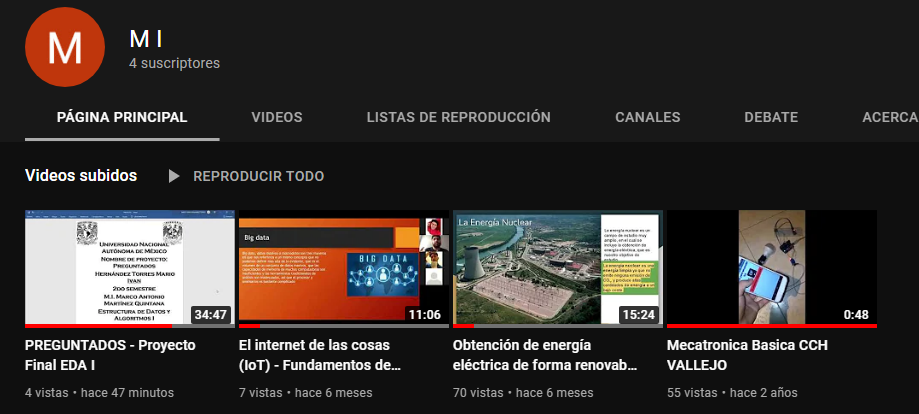 M
M I
4 suscriptores
PÁGINA PRINCIPAL
VIDEOS
LISTAS DE REPRODUCCIÓN
CANALES
DEBATE
ACERCA
Videos subidos
REPRODUCIR TODO
UNIVERSIDAD NACIONAL
AUTÓNOMA DE MÉXICO
NOMBRE DE PROYECTO:
PREGUNTADOS
HERNÁNDEZ TORRES MARIO
IVAN
2DO SEMESTRE
M.I. MARCO ANTONIO
MARTÍNEZ QUINTANA
ESTRUCTURA DE DATOS Y
ALGORITMOS I
34:47
Big data
BIG DATA
11:06
La Energía Nuclear
15:24
0:48
PREGUNTADOS - Proyecto
Final EDA I
4 vistas • hace 47 minutos
El internet de las cosas
(IoT) - Fundamentos de...
7 vistas • hace 6 meses
Obtención de energía
eléctrica de forma renovab...
70 vistas • hace 6 meses
Mecatronica Basica CCH
VALLEJO
55 vistas • hace 2 años